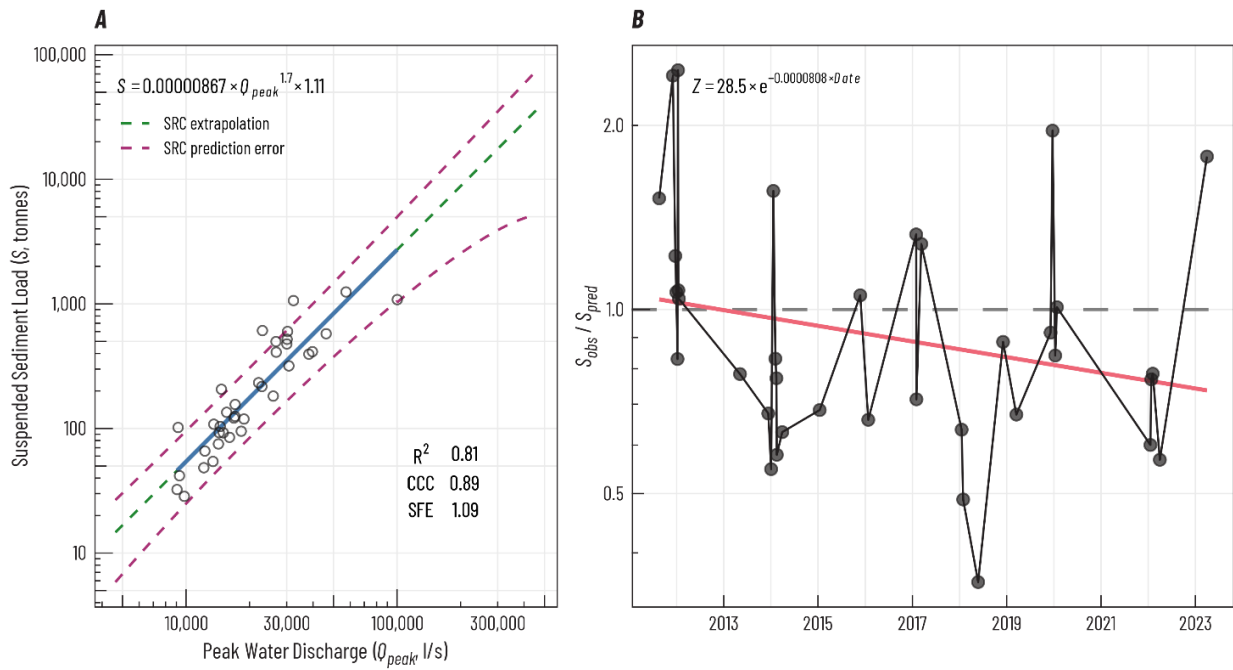 A
S = 0.00000867 × Q peak 1.7 × 1.11
SRC extrapolation
SRC prediction error
Suspended Sediment Load (S, tonnes)
100,000
10,000
1,000
100
10
R² 0.81
CCC 0.89
SFE 1.09
10,000 30,000 100,000 300,000
Peak Water Discharge (Qpeak, l/s)
B
Z = 28.5 × e −0.0000808 × Date
Sobs / Spred
2.0
1.0
0.5
2013 2014 2015 2017 2019 2021 2022 2023